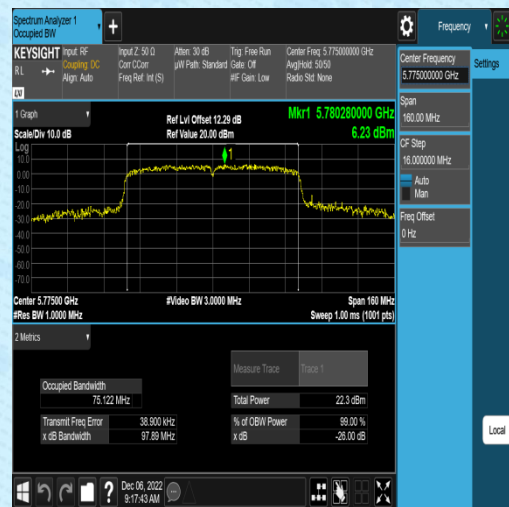 Spectrum Analyzer 1
Occupied BW
+
Frequency
KEYSIGHT Input: RF Input Z: 50 Ω Atten: 30 dB Trig: Free Run Center Freq: 5.775000000 GHz
RL Coupling: DC Corr CCorr µW Path: Standard Gate: Off Avg|Hold: 50/50
Align: Auto Freq Ref: Int (S) #IF Gain: Low Radio Std: None
LXI
1 Graph
Scale/Div 10.0 dB
Ref Lvl Offset 12.29 dB
Ref Value 20.00 dBm
Mkr1 5.780280000 GHz
6.23 dBm
Log
10.0
0.00
-10.0
-20.0
-30.0
-40.0
-50.0
-60.0
-70.0
1
Center 5.77500 GHz #Video BW 3.0000 MHz Span 160 MHz
#Res BW 1.0000 MHz Sweep 1.00 ms (1001 pts)
2 Metrics
Measure Trace Trace 1
Occupied Bandwidth
75.122 MHz
Total Power 22.3 dBm
Transmit Freq Error 38.900 kHz % of OBW Power 99.00 %
x dB Bandwidth 97.89 MHz x dB -26.00 dB
?
Dec 06, 2022
9:17:43 AM
Center Frequency
5.775000000 GHz
Settings
Span
160.00 MHz
CF Step
16.000000 MHz
Auto
Man
Freq Offset
0 Hz
Local